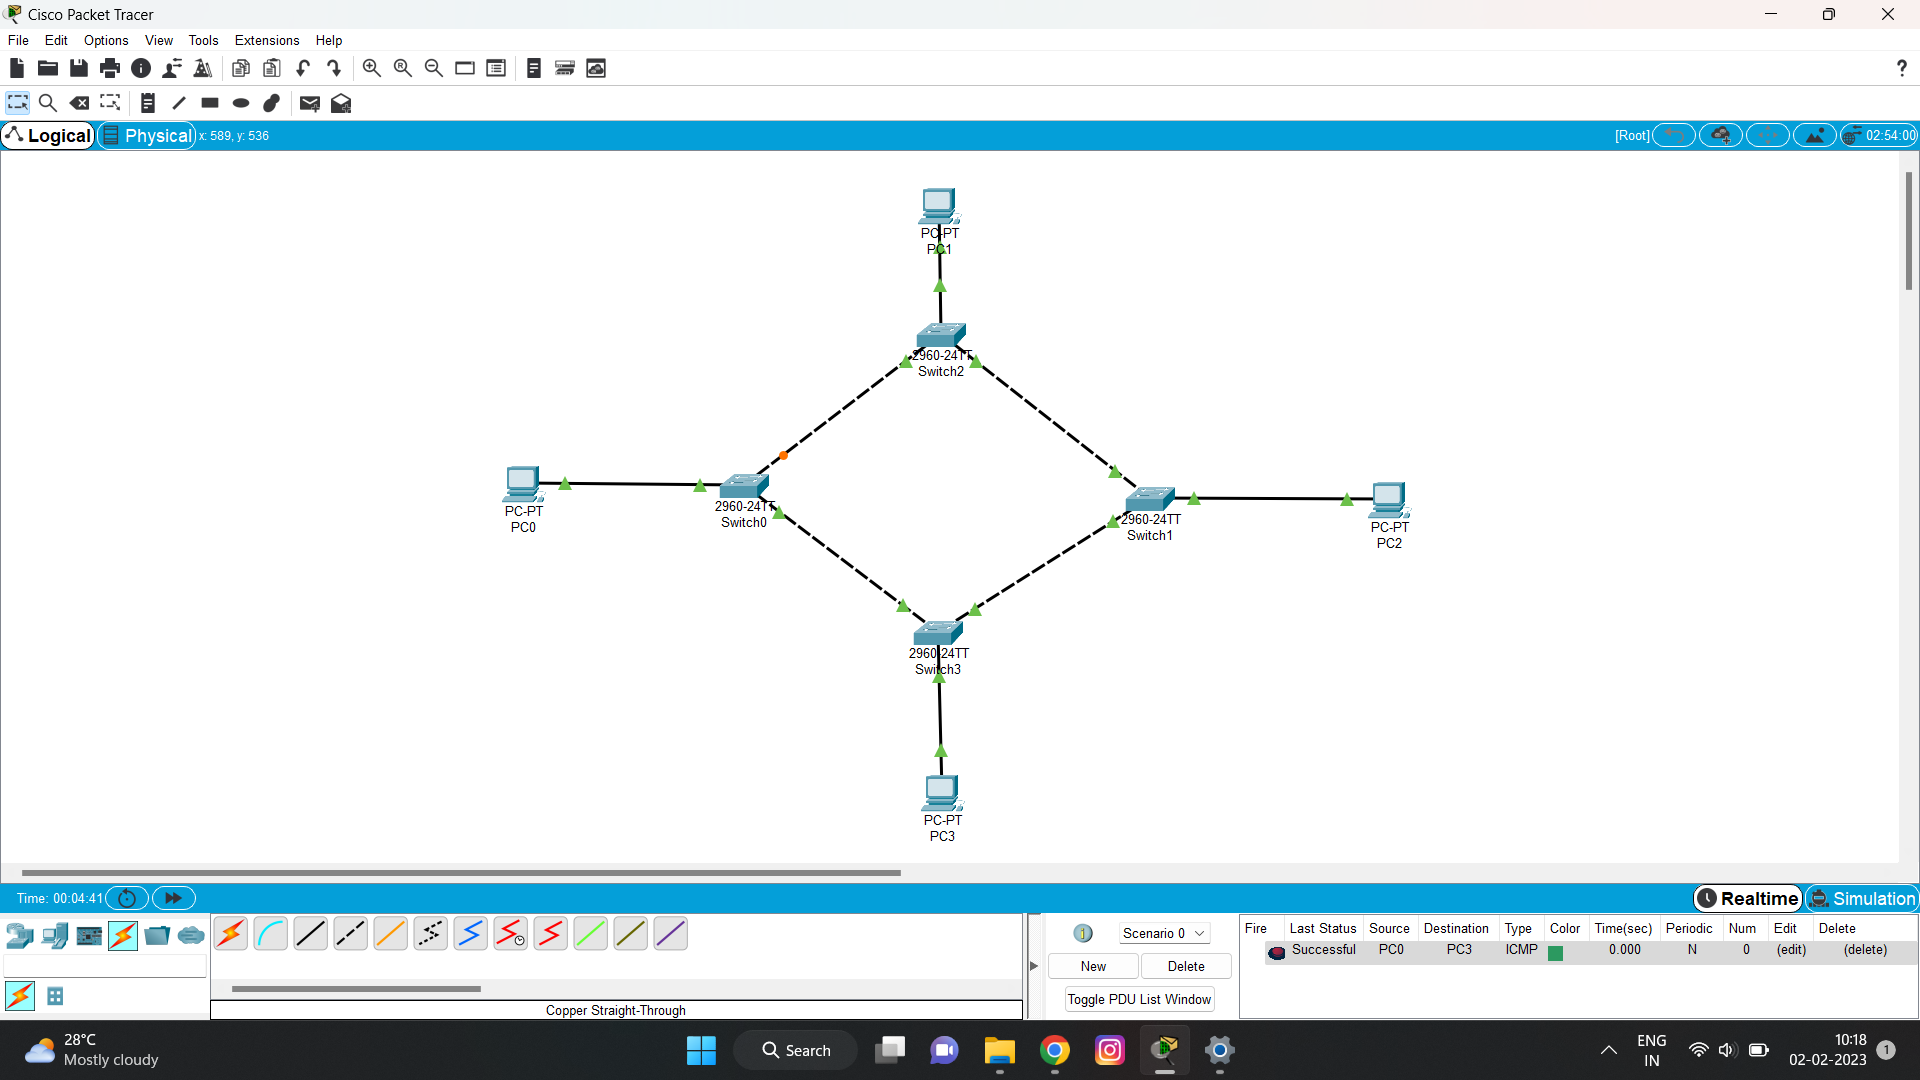 Cisco Packet Tracer
File Edit Options View Tools Extensions Help
?
Logical Physical x: 589, y: 536 [Root] 02:54:00
PC-PT
PC1
2960-24TT
Switch2
PC-PT
PC0
2960-24TT
Switch0
2960-24TT
Switch1
PC-PT
PC2
2960-24TT
Switch3
PC-PT
PC3
Time: 00:04:41 Realtime Simulation
Scenario 0
New Delete
Toggle PDU List Window
Fire Last Status Source Destination Type Color Time(sec) Periodic Num Edit Delete
Successful PC0 PC3 ICMP 0.000 N 0 (edit) (delete)
Copper Straight-Through
28°C
Mostly cloudy
Search
ENG
IN
10:18
02-02-2023
1